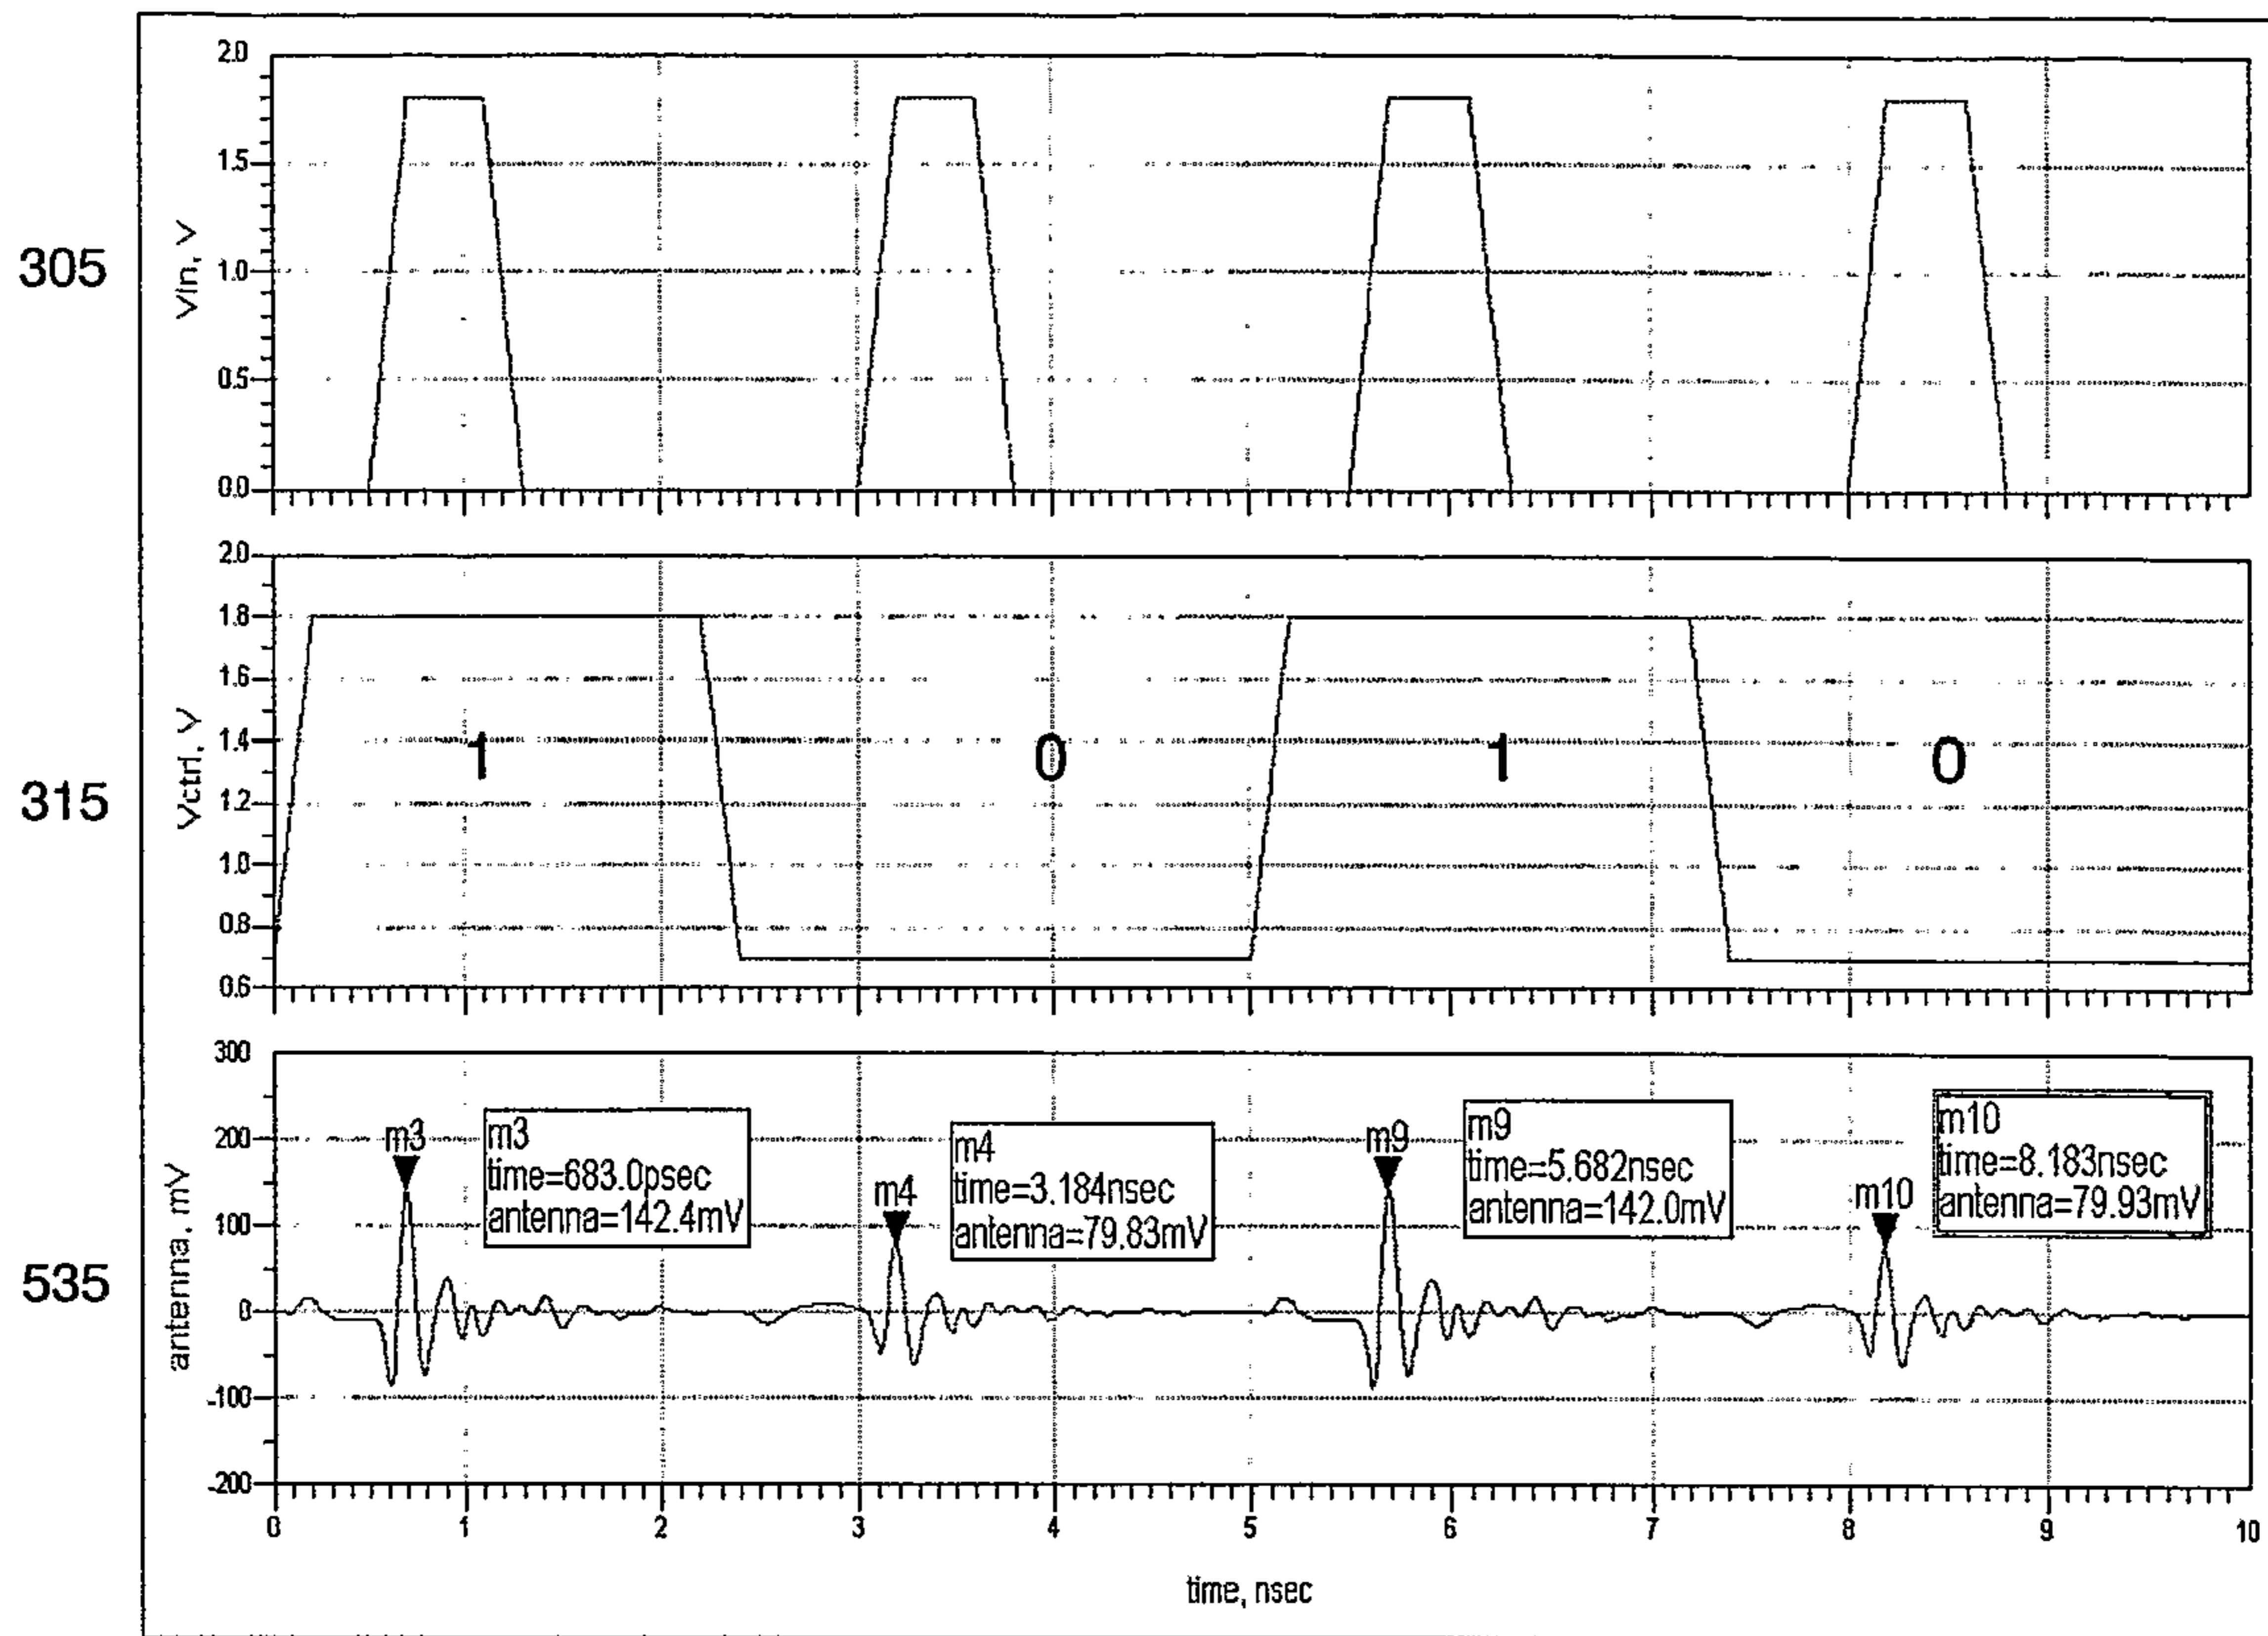 305
Vin, V
2.0
1.5
1.0
0.5
0.0
315
Vctrl, V
2.0
1.8
1.6
1.4
1.2
1.0
0.8
0.6
1
0
1
0
535
antenna, mV
300
200
100
0
-100
-200
m3
m3
time=683.0psec
antenna=142.4mV
m4
m4
time=3.184nsec
antenna=79.83mV
m9
m9
time=5.682nsec
antenna=142.0mV
m10
m10
time=8.183nsec
antenna=79.93mV
0 1 2 3 4 5 6 7 8 9 10
time, nsec